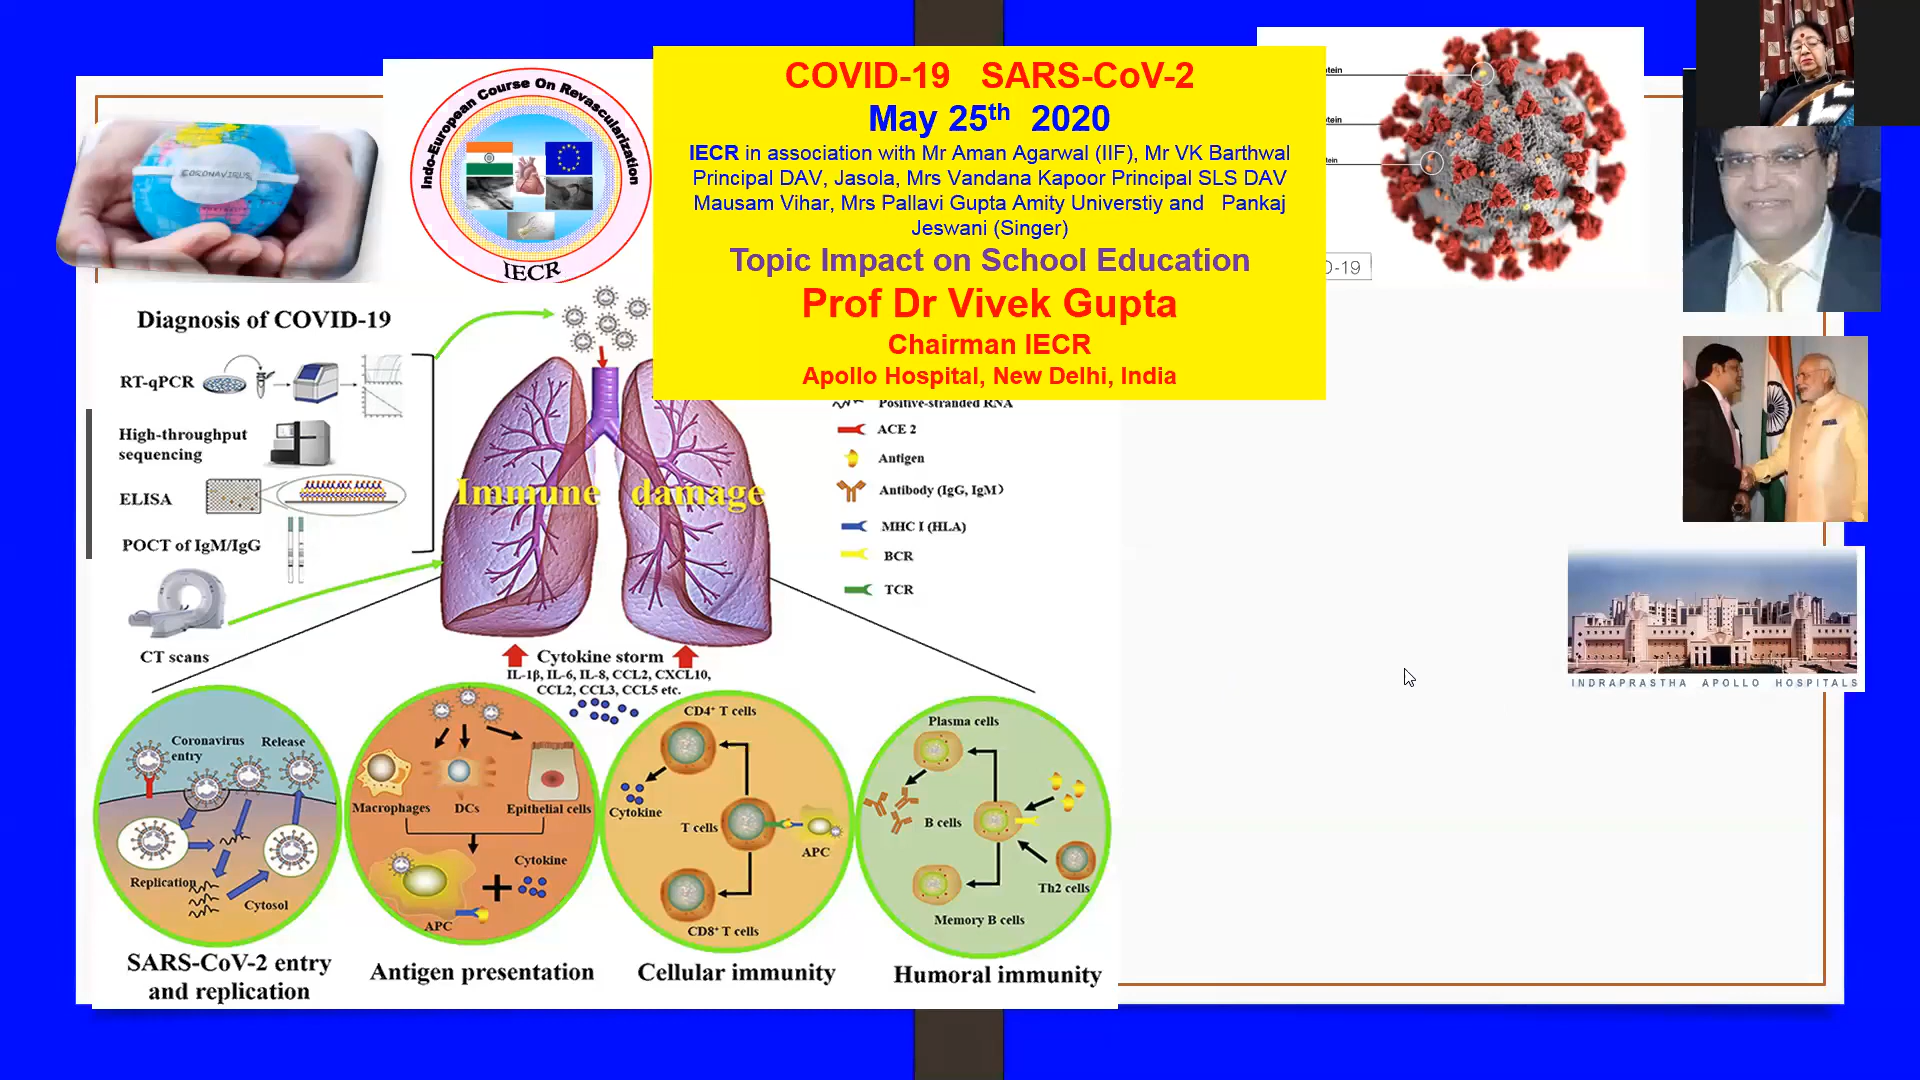 CORONAVIRUS
Indo-European Course On Revascularization
IECR
COVID-19 SARS-CoV-2
May 25th 2020
IECR in association with Mr Aman Agarwal (IIF), Mr VK Barthwal
Principal DAV, Jasola, Mrs Vandana Kapoor Principal SLS DAV
Mausam Vihar, Mrs Pallavi Gupta Amity Universtiy and Pankaj
Jeswani (Singer)
Topic Impact on School Education
Prof Dr Vivek Gupta
Chairman IECR
Apollo Hospital, New Delhi, India
Diagnosis of COVID-19
RT-qPCR
High-throughput
sequencing
ELISA
POCT of IgM/IgG
CT scans
Immune damage
Positive-stranded RNA
ACE 2
Antigen
Antibody (IgG, IgM)
MHC I (HLA)
BCR
TCR
Cytokine storm
IL-1β, IL-6, IL-8, CCL2, CXCL10,
CCL2, CCL3, CCL5 etc.
Coronavirus
entry
Release
Replication
Cytosol
SARS-CoV-2 entry
and replication
Macrophages
DCs
Epithelial cells
Cytokine
APC
Antigen presentation
CD4+ T cells
Cytokine
T cells
APC
CD8+ T cells
Cellular immunity
Plasma cells
B cells
Th2 cells
Memory B cells
Humoral immunity
INDRAPRASTHA APOLLO HOSPITALS